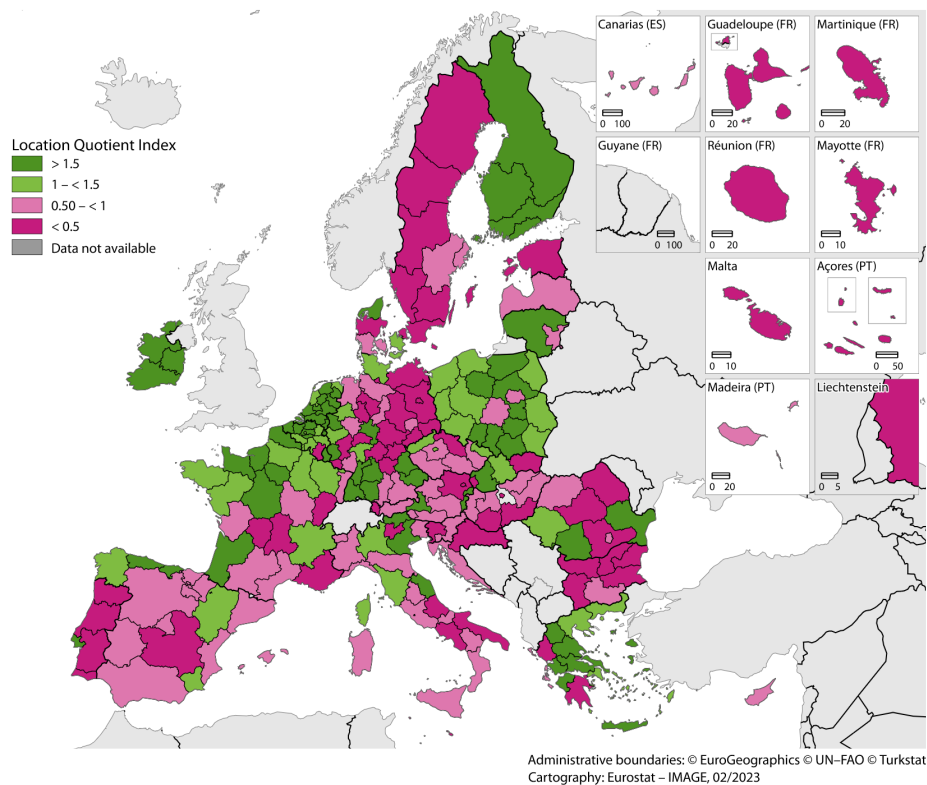 Canarias (ES)
0 100
Guadeloupe (FR)
0 20
Martinique (FR)
0 20
Guyane (FR)
0 100
Réunion (FR)
0 20
Mayotte (FR)
0 10
Malta
0 10
Açores (PT)
0 50
Madeira (PT)
0 20
Liechtenstein
0 5
Location Quotient Index
> 1.5
1 – < 1.5
0.50 – < 1
< 0.5
Data not available
Administrative boundaries: © EuroGeographics © UN–FAO © Turkstat
Cartography: Eurostat – IMAGE, 02/2023